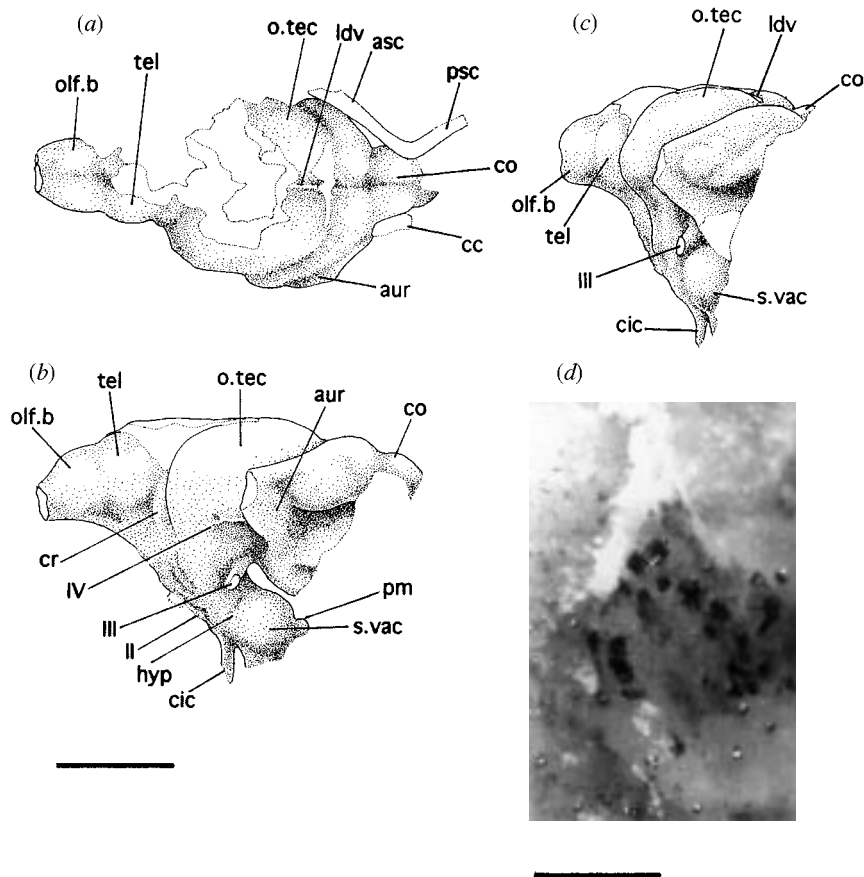 (a)
olf.b
tel
o.tec
ldv
asc
psc
co
cc
aur
(c)
o.tec
ldv
co
olf.b
tel
III
s.vac
cic
(b)
olf.b
tel
o.tec
aur
co
cr
IV
III
II
hyp
cic
pm
s.vac
(d)